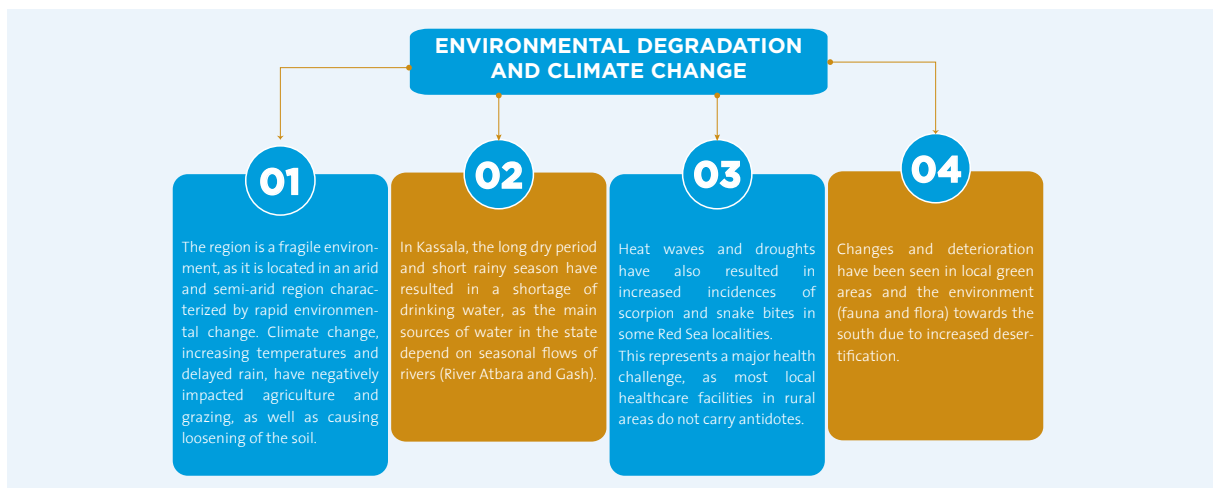 ENVIRONMENTAL DEGRADATION
AND CLIMATE CHANGE
01
The region is a fragile environ-
ment, as it is located in an arid
and semi-arid region charac-
terized by rapid environmen-
tal change. Climate change,
increasing temperatures and
delayed rain, have negatively
impacted agriculture and
grazing, as well as causing
loosening of the soil.
02
In Kassala, the long dry period
and short rainy season have
resulted in a shortage of
drinking water, as the main
sources of water in the state
depend on seasonal flows of
rivers (River Atbara and Gash).
03
Heat waves and droughts
have also resulted in
increased incidences of
scorpion and snake bites in
some Red Sea localities.
This represents a major health
challenge, as most local
healthcare facilities in rural
areas do not carry antidotes.
04
Changes and deterioration
have been seen in local green
areas and the environment
(fauna and flora) towards the
south due to increased deser-
tification.